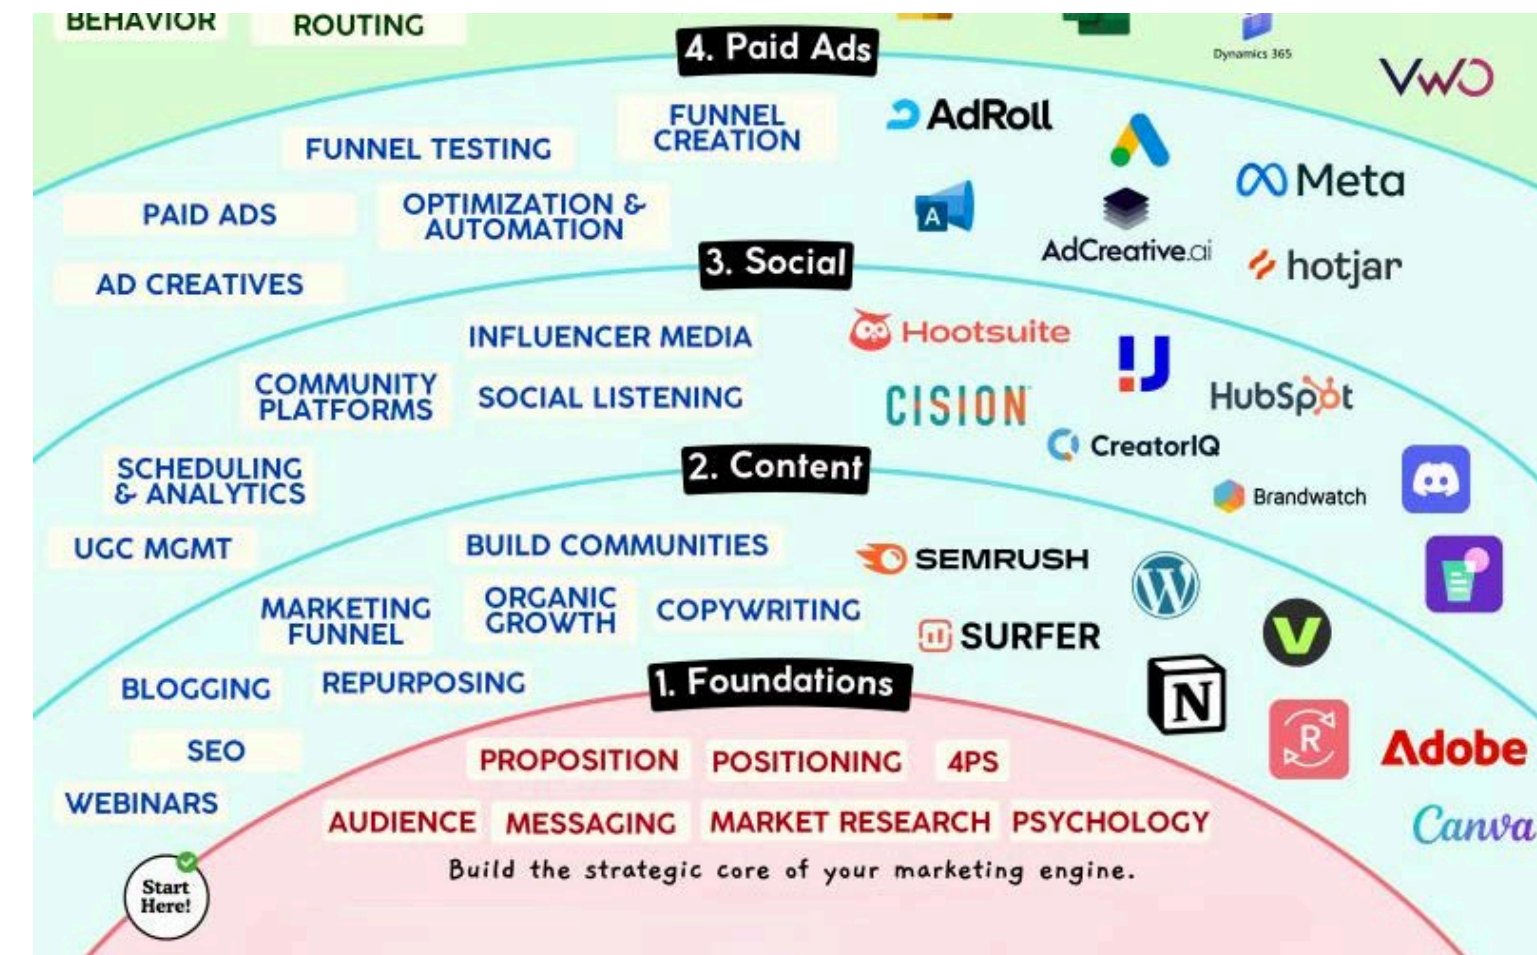 BEHAVIOR
ROUTING
4. Paid Ads
Dynamics 365
VWO
FUNNEL
CREATION
AdRoll
FUNNEL TESTING
Meta
PAID ADS
OPTIMIZATION &
AUTOMATION
A
AdCreative.ai
hotjar
AD CREATIVES
3. Social
INFLUENCER MEDIA
Hootsuite
COMMUNITY
PLATFORMS
SOCIAL LISTENING
CISION
HubSpot
CreatorIQ
SCHEDULING
& ANALYTICS
2. Content
Brandwatch
UGC MGMT
BUILD COMMUNITIES
SEMRUSH
W
MARKETING
FUNNEL
ORGANIC
GROWTH
COPYWRITING
SURFER
V
BLOGGING
REPURPOSING
1. Foundations
N
SEO
R
Adobe
PROPOSITION
POSITIONING
4PS
WEBINARS
AUDIENCE
MESSAGING
MARKET RESEARCH
PSYCHOLOGY
Canva
Build the strategic core of your marketing engine.
Start
Here!